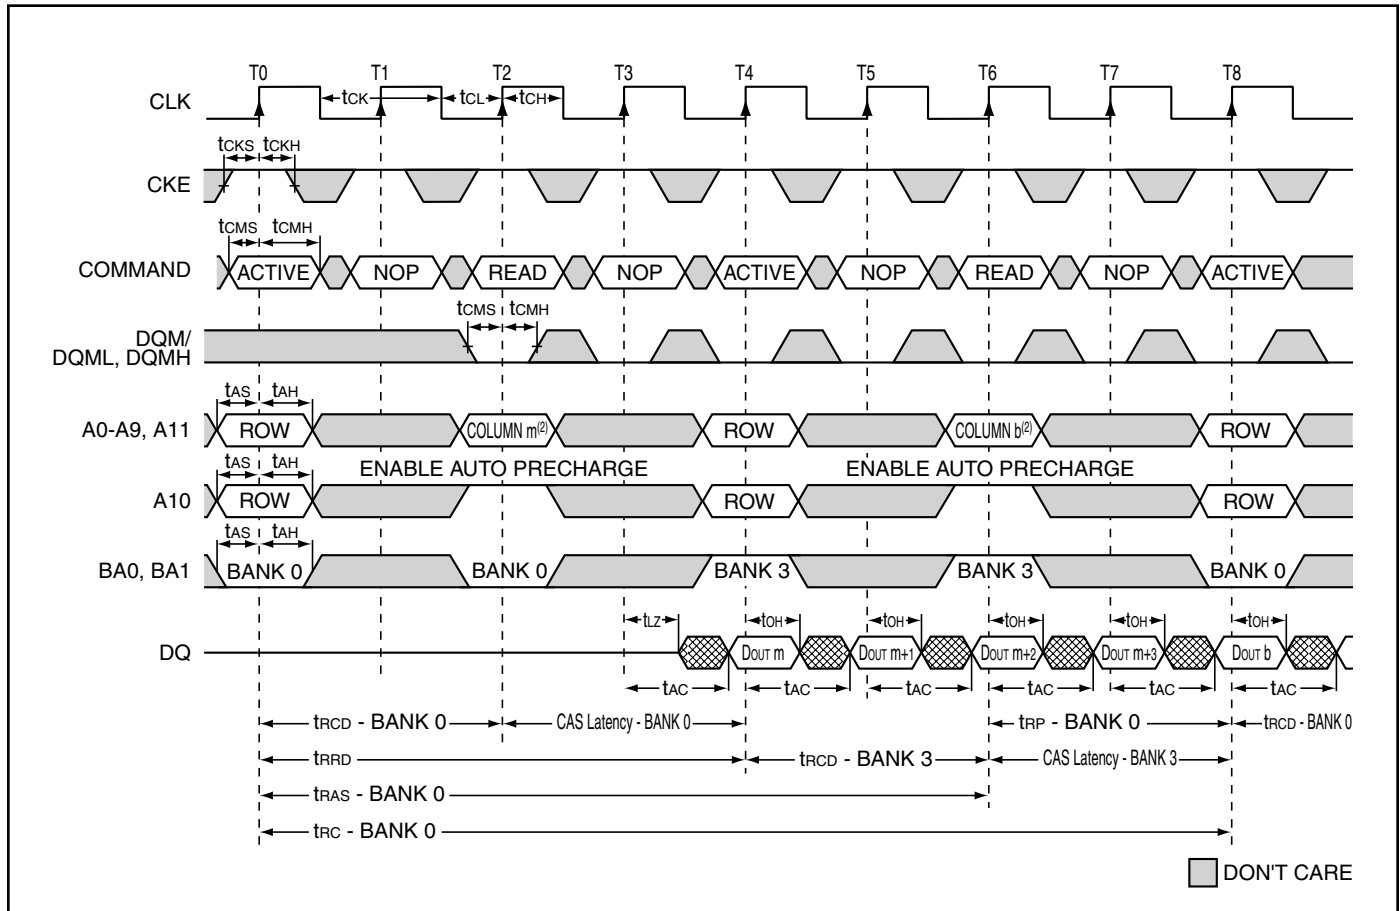 T0 T1 T2 T3 T4 T5 T6 T7 T8
CLK tCK tCL tCH
tCKS tCKH
CKE
tCMS tCMH
COMMAND ACTIVE NOP READ NOP ACTIVE NOP READ NOP ACTIVE
tCMS tCMH
DQM/
DQML, DQMH
tAS tAH
A0-A9, A11 ROW COLUMN m(2) ROW COLUMN b(2) ROW
tAS tAH ENABLE AUTO PRECHARGE ENABLE AUTO PRECHARGE
A10 ROW ROW ROW
tAS tAH
BA0, BA1 BANK 0 BANK 0 BANK 3 BANK 3 BANK 0
tLZ tOH tOH tOH tOH tOH
DQ DOUT m DOUT m+1 DOUT m+2 DOUT m+3 DOUT b
tAC tAC tAC tAC tAC tAC
tRCD - BANK 0 CAS Latency - BANK 0 tRP - BANK 0 tRCD - BANK 0
tRRD tRCD - BANK 3 CAS Latency - BANK 3
tRAS - BANK 0
tRC - BANK 0
DON'T CARE